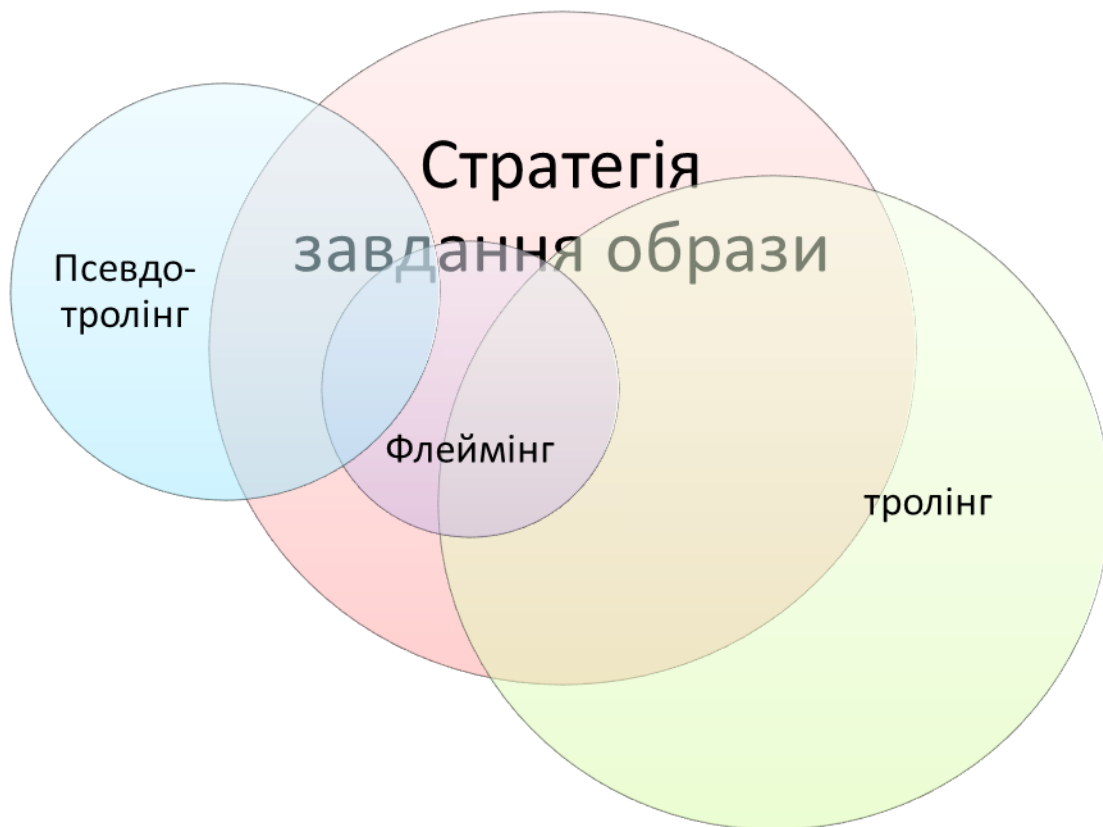 Стратегія
завдання образи
Псевдо-
тролінг
Флеймінг
тролінг